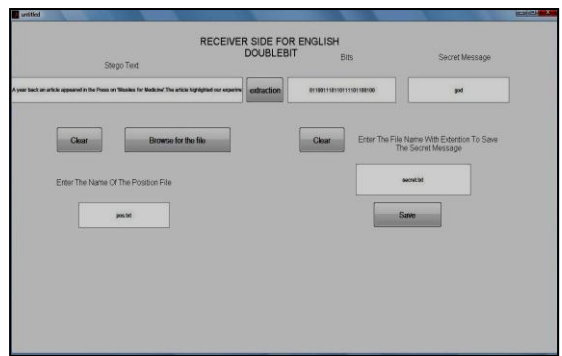 untitled
RECEIVER SIDE FOR ENGLISH
DOUBLEBIT
Stego Text
Bits
Secret Message
A year back an article appeared in the Press on 'Missiles for Medicine' The article highlighted our
extraction
011001110110111101100100
god
Clear
Browse for the file
Clear
Enter The File Name With Extention To Save
The Secret Message
Enter The Name Of The Position File
secret.txt
pos.txt
Save